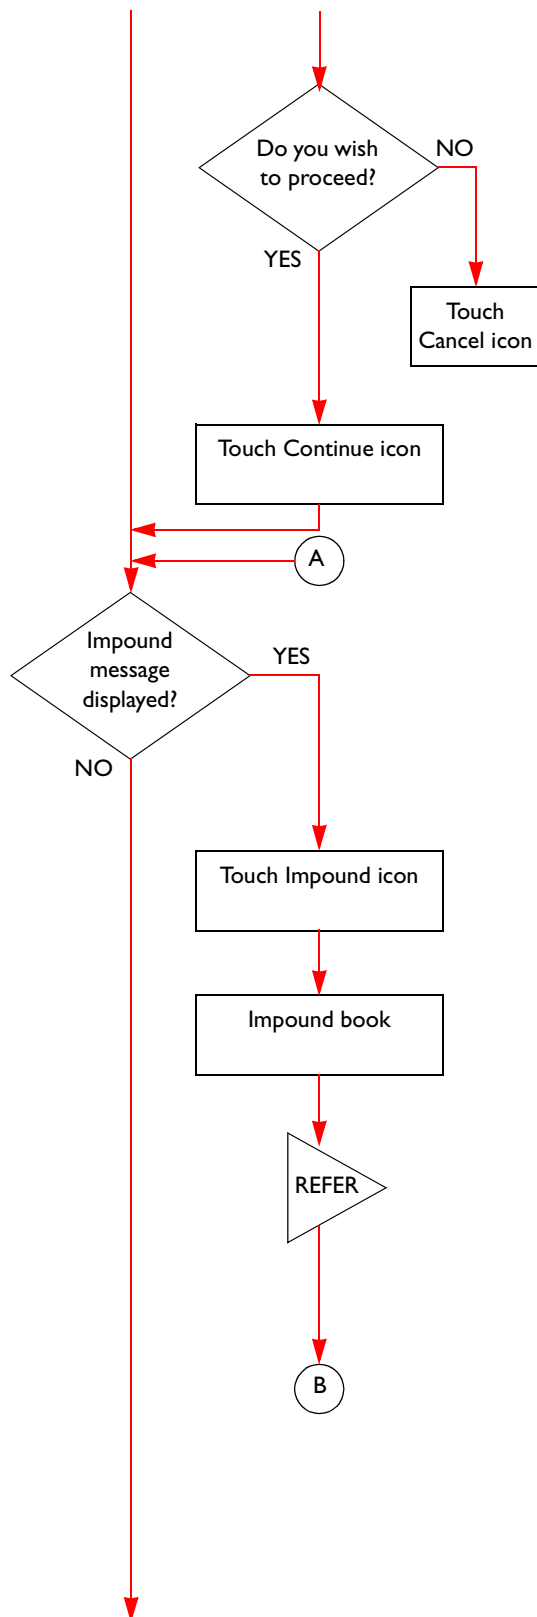 Do you wish
to proceed?
NO
YES
Touch
Cancel icon
Touch Continue icon
A
Impound
message
displayed?
YES
NO
Touch Impound icon
Impound book
REFER
B